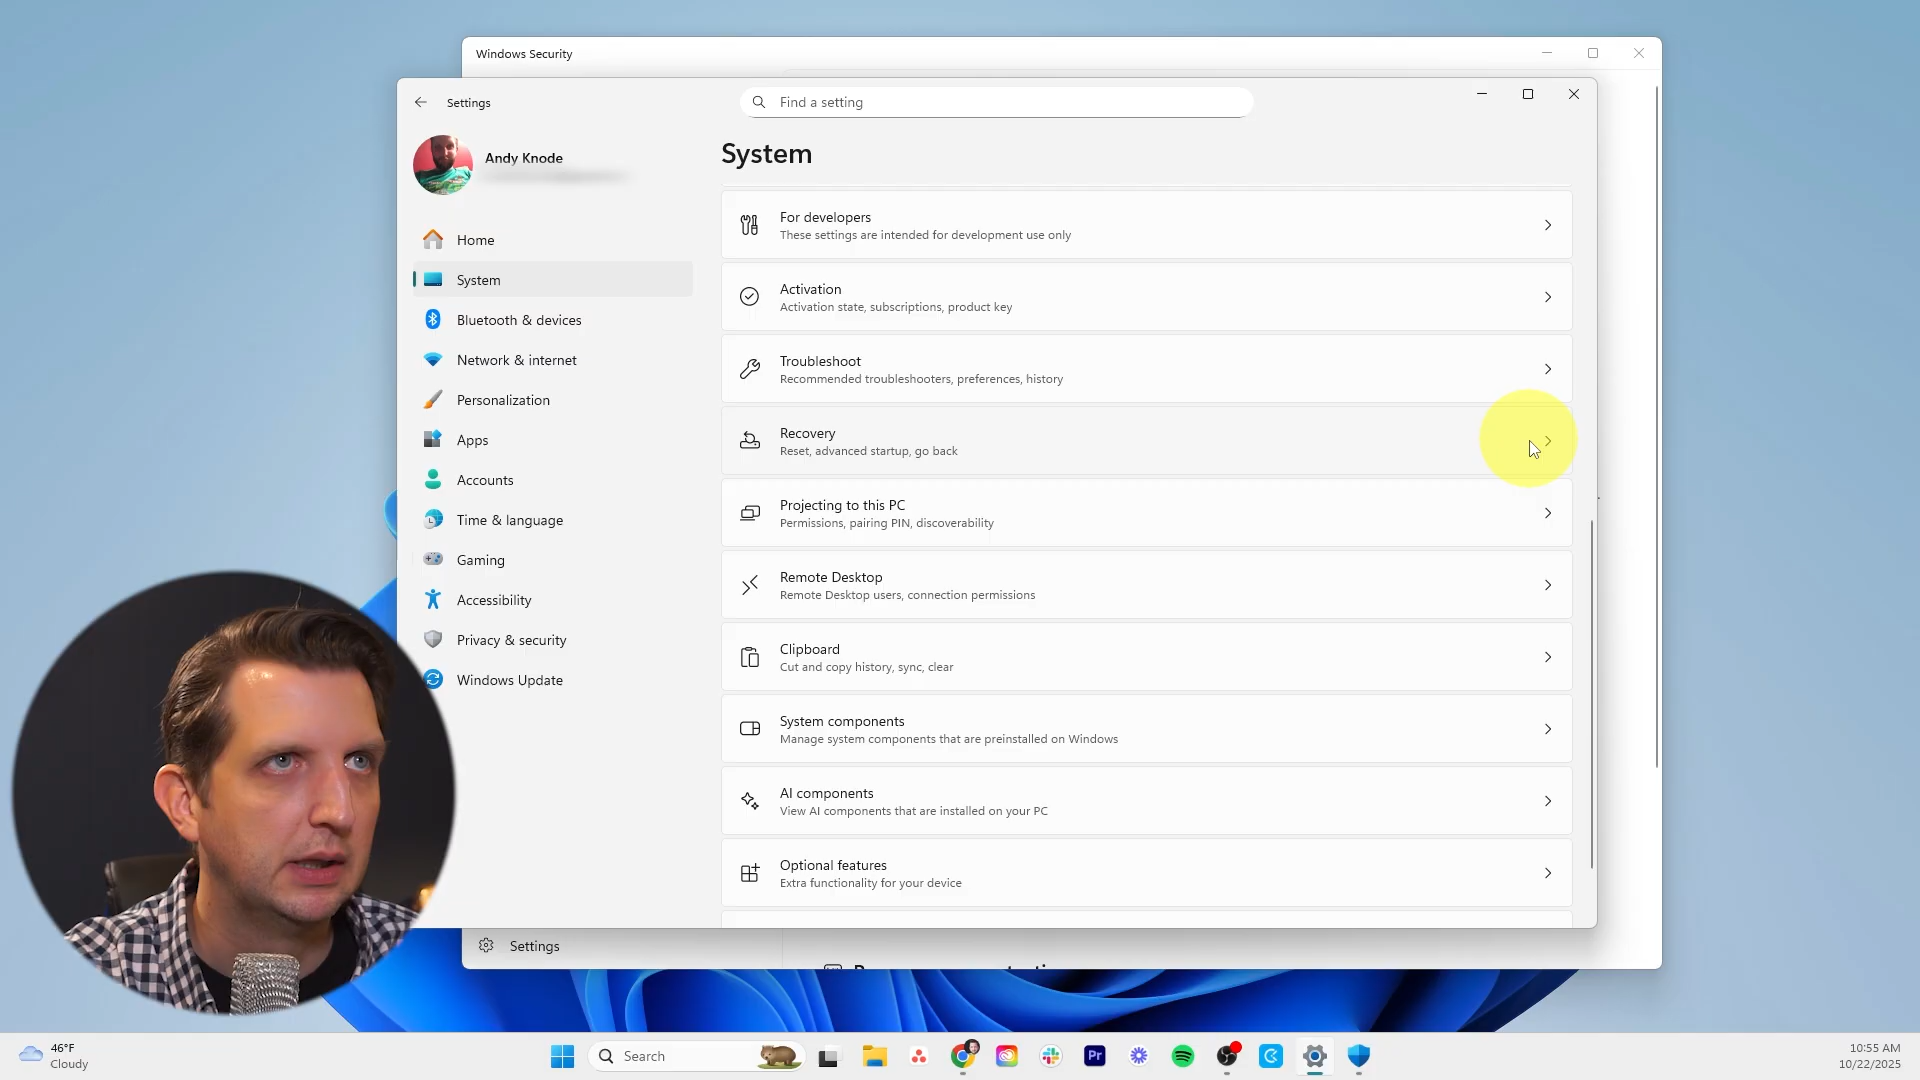 Windows Security
Settings
Find a setting
Andy Knode
System
Home
System
Bluetooth & devices
Network & internet
Personalization
Apps
Accounts
Time & language
Gaming
Accessibility
Privacy & security
Windows Update
For developers
These settings are intended for development use only
Activation
Activation state, subscriptions, product key
Troubleshoot
Recommended troubleshooters, preferences, history
Recovery
Reset, advanced startup, go back
Projecting to this PC
Permissions, pairing PIN, discoverability
Remote Desktop
Remote Desktop users, connection permissions
Clipboard
Cut and copy history, sync, clear
System components
Manage system components that are preinstalled on Windows
AI components
View AI components that are installed on your PC
Optional features
Extra functionality for your device
Settings
46°F
Cloudy
Search
Pr
10:55 AM
10/22/2025